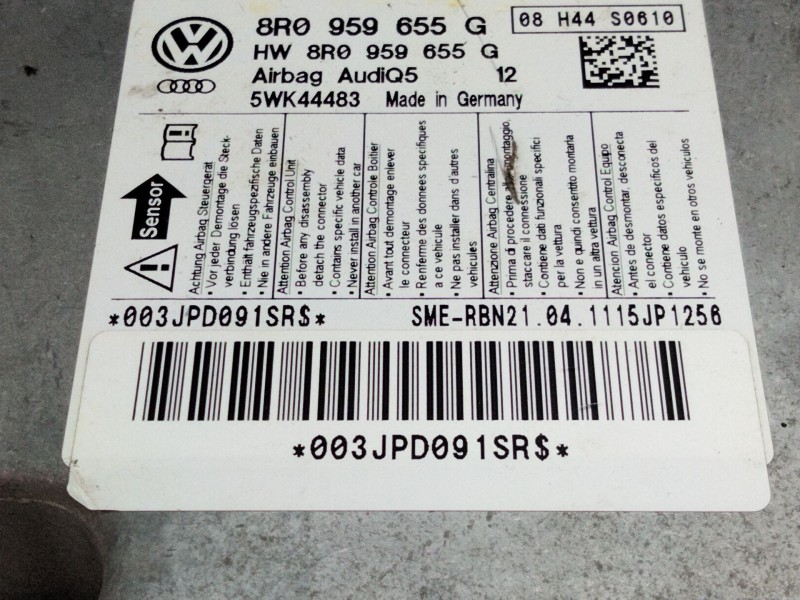 8R0 959 655 G
08 H44 S0610
HW 8R0 959 655 G
Airbag AudiQ5 12
5WK44483 Made in Germany
Sensor
Achtung Airbag Steuergerät
• Vor jeder Demontage die Steck-
verbindung lösen
• Enthält fahrzeugspezifische Daten
• Nie in andere Fahrzeuge einbauen
Attention Airbag Control Unit
• Before any disassembly
detach the connector
• Contains specific vehicle data
• Never install in another car
Attention Airbag Controle Boitier
• Avant tout demontage enlever
le connecteur
• Renferme des donnees specifiques
a ce vehicule
• Ne pas installer dans d'autres
vehicules
Attenzione Airbag Centralina
• Prima di procedere montaggio,
staccare il connessione
• Contiene dati funzionali specifici
per la vettura
• Non e quindi consentito montarla
in un altra vettura
Atencion Airbag Control Equipo
• Antes de desmontar desconecta
el conector
• Contiene datos especificos del
vehiculo
• No se monte en otros vehiculos
*003JPD091SR$* SME-RBN21.04.1115JP1256
*003JPD091SR$*